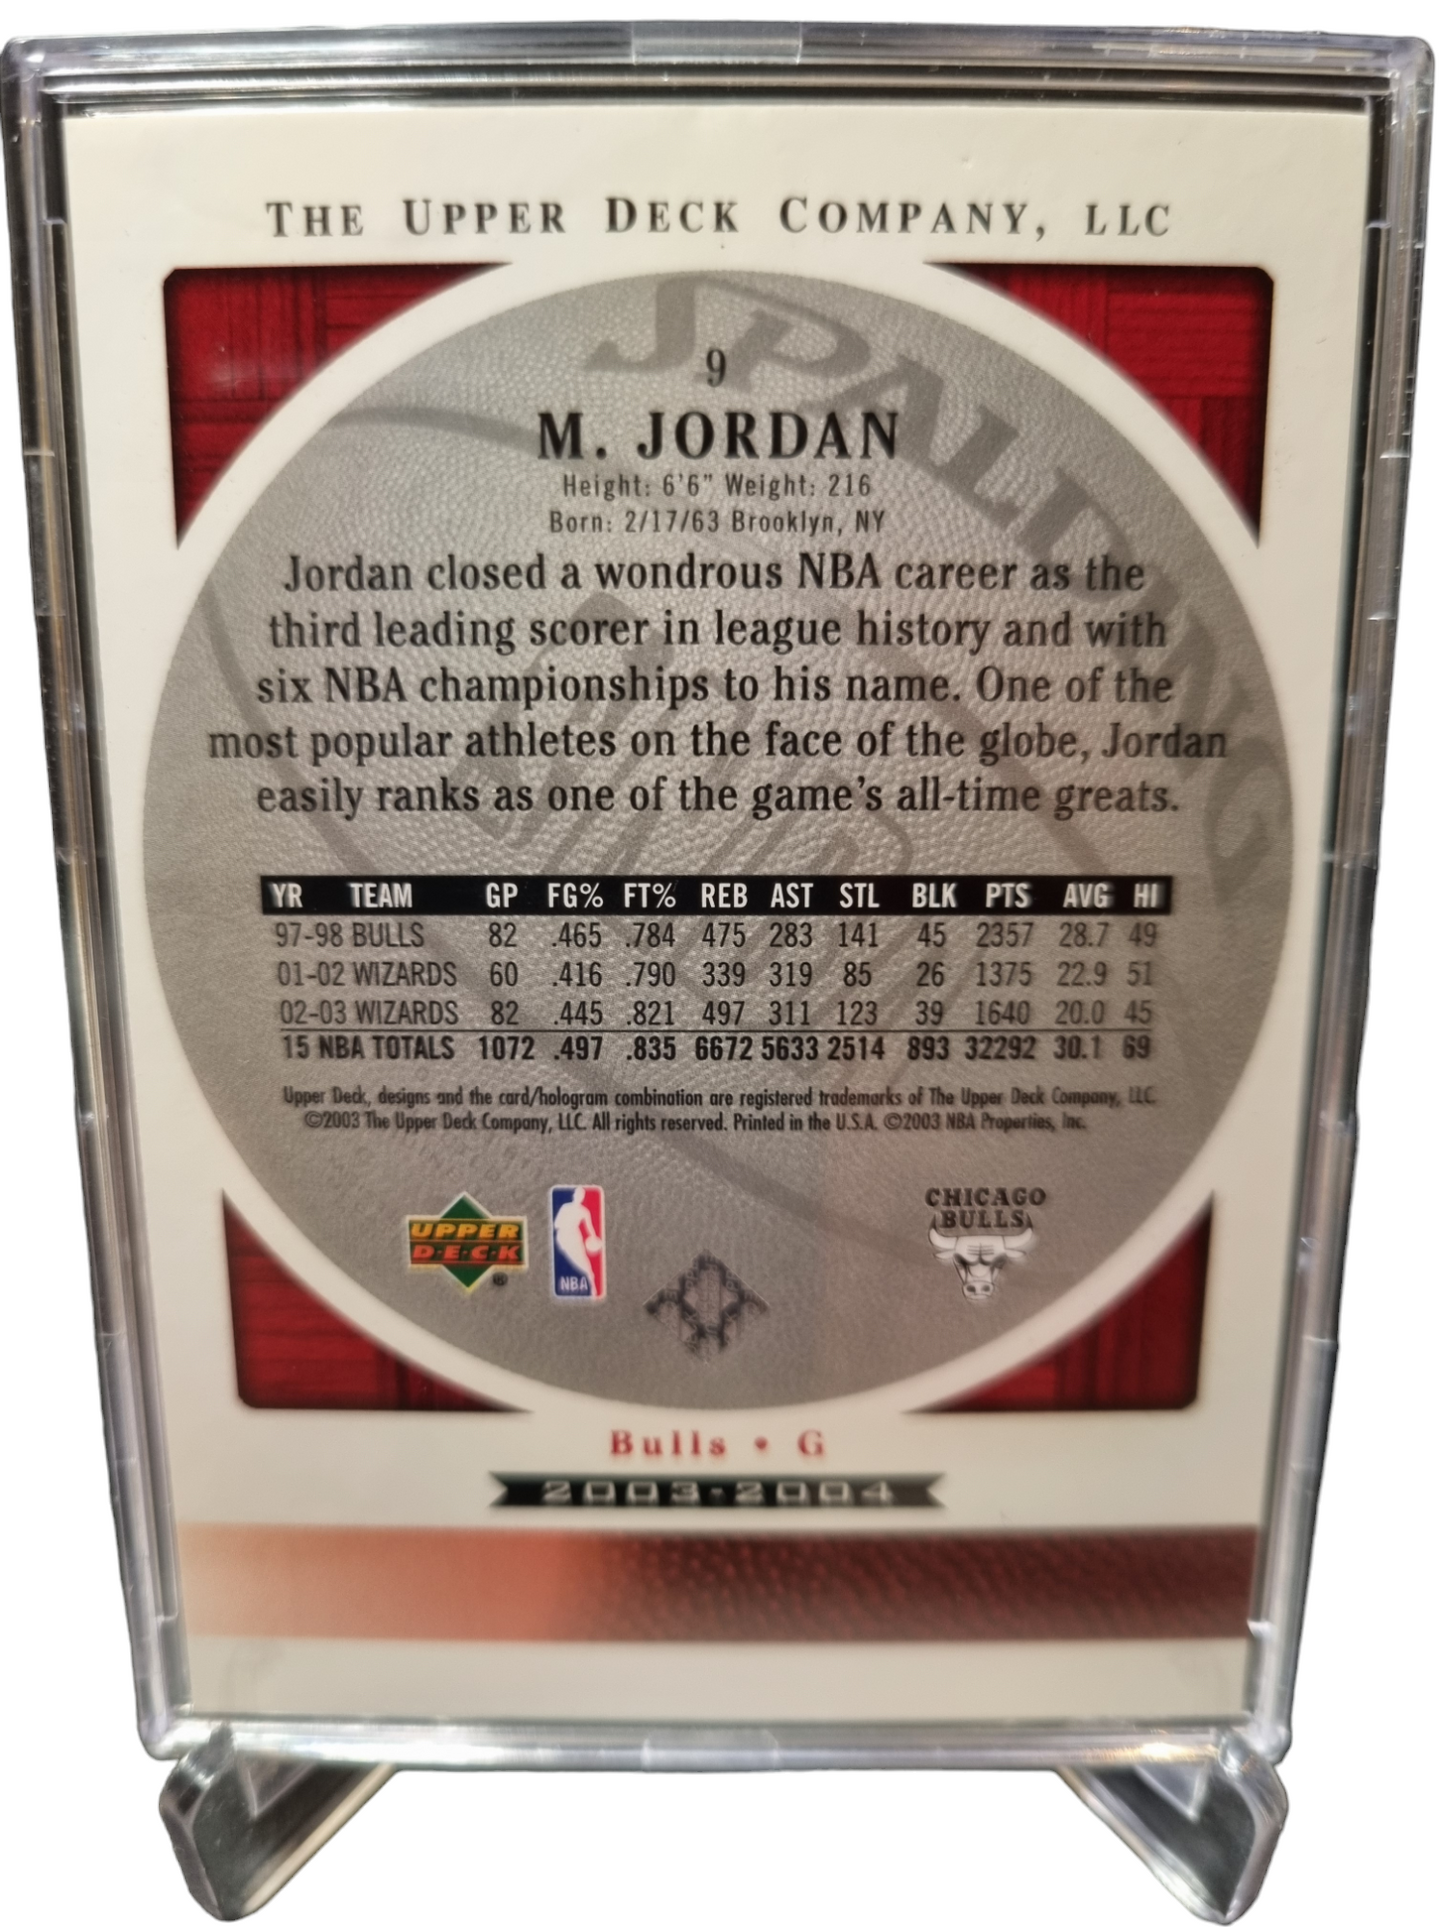 THE UPPER DECK COMPANY, LLC
SPALDING
9
M. JORDAN
Height: 6'6" Weight: 216
Born: 2/17/63 Brooklyn, NY
Jordan closed a wondrous NBA career as the
third leading scorer in league history and with
six NBA championships to his name. One of the
most popular athletes on the face of the globe, Jordan
easily ranks as one of the game's all-time greats.
YR TEAM GP FG% FT% REB AST STL BLK PTS AVG HI
97-98 BULLS 82 .465 .784 475 283 141 45 2357 28.7 49
01-02 WIZARDS 60 .416 .790 339 319 85 26 1375 22.9 51
02-03 WIZARDS 82 .445 .821 497 311 123 39 1640 20.0 45
15 NBA TOTALS 1072 .497 .835 6672 5633 2514 893 32292 30.1 69
Upper Deck, designs and the card/hologram combination are registered trademarks of The Upper Deck Company, LLC.
©2003 The Upper Deck Company, LLC. All rights reserved. Printed in the U.S.A. ©2003 NBA Properties, Inc.
UPPER
D·E·C·K
®
NBA
CHICAGO
BULLS
Bulls • G
2003-2004